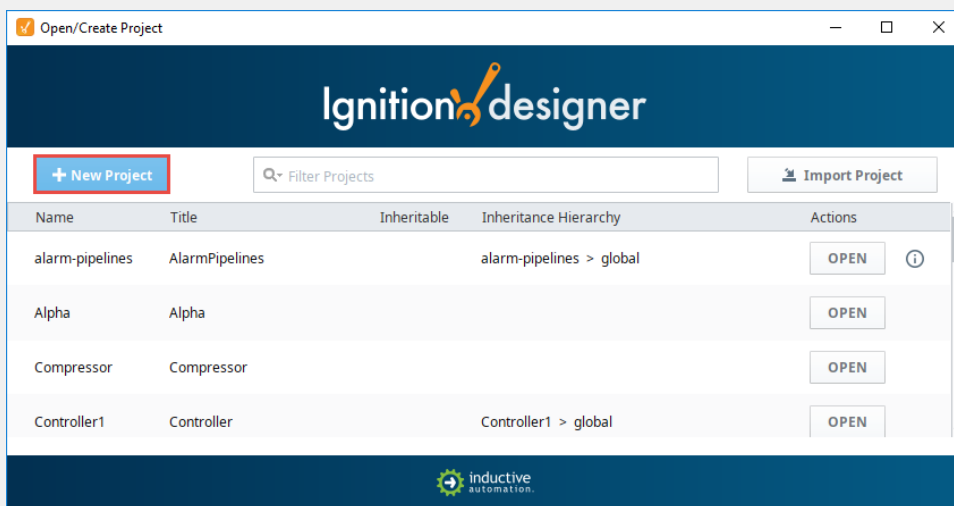 Open/Create Project
Ignition designer
New Project
Filter Projects
Import Project
Name Title Inheritable Inheritance Hierarchy Actions
alarm-pipelines AlarmPipelines alarm-pipelines > global OPEN
Alpha Alpha OPEN
Compressor Compressor OPEN
Controller1 Controller Controller1 > global OPEN
inductive
automation.